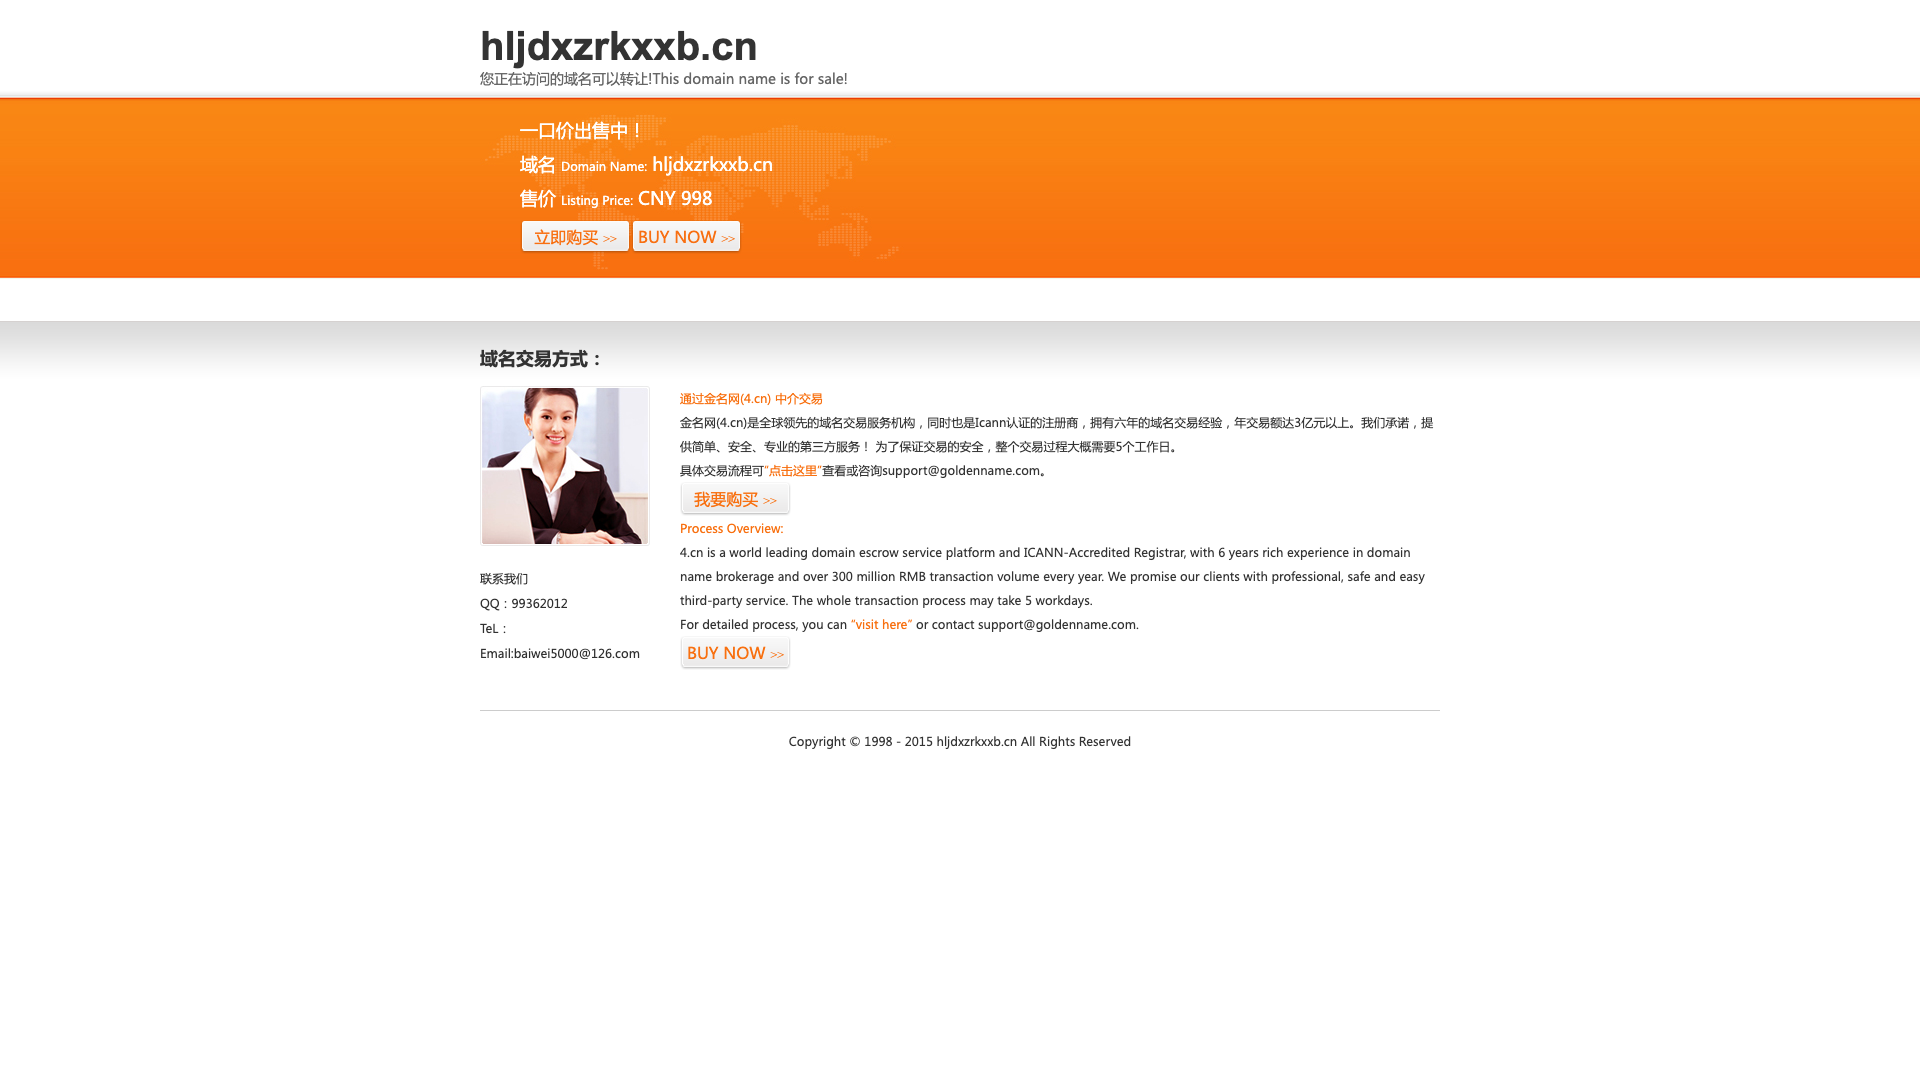 hljdxzrkxxb.cn
您正在访问的域名可以转让!This domain name is for sale!
一口价出售中！
域名 Domain Name: hljdxzrkxxb.cn
售价 Listing Price: CNY 998
立即购买 >> BUY NOW >>
域名交易方式：
通过金名网(4.cn) 中介交易
金名网(4.cn)是全球领先的域名交易服务机构，同时也是Icann认证的注册商，拥有六年的域名交易经验，年交易额达3亿元以上。我们承诺，提
供简单、安全、专业的第三方服务！ 为了保证交易的安全，整个交易过程大概需要5个工作日。
具体交易流程可“点击这里”查看或咨询support@goldenname.com。
我要购买 >>
Process Overview:
4.cn is a world leading domain escrow service platform and ICANN-Accredited Registrar, with 6 years rich experience in domain
name brokerage and over 300 million RMB transaction volume every year. We promise our clients with professional, safe and easy
third-party service. The whole transaction process may take 5 workdays.
For detailed process, you can “visit here” or contact support@goldenname.com.
BUY NOW >>
联系我们
QQ：99362012
TeL：
Email:baiwei5000@126.com
Copyright © 1998 - 2015 hljdxzrkxxb.cn All Rights Reserved